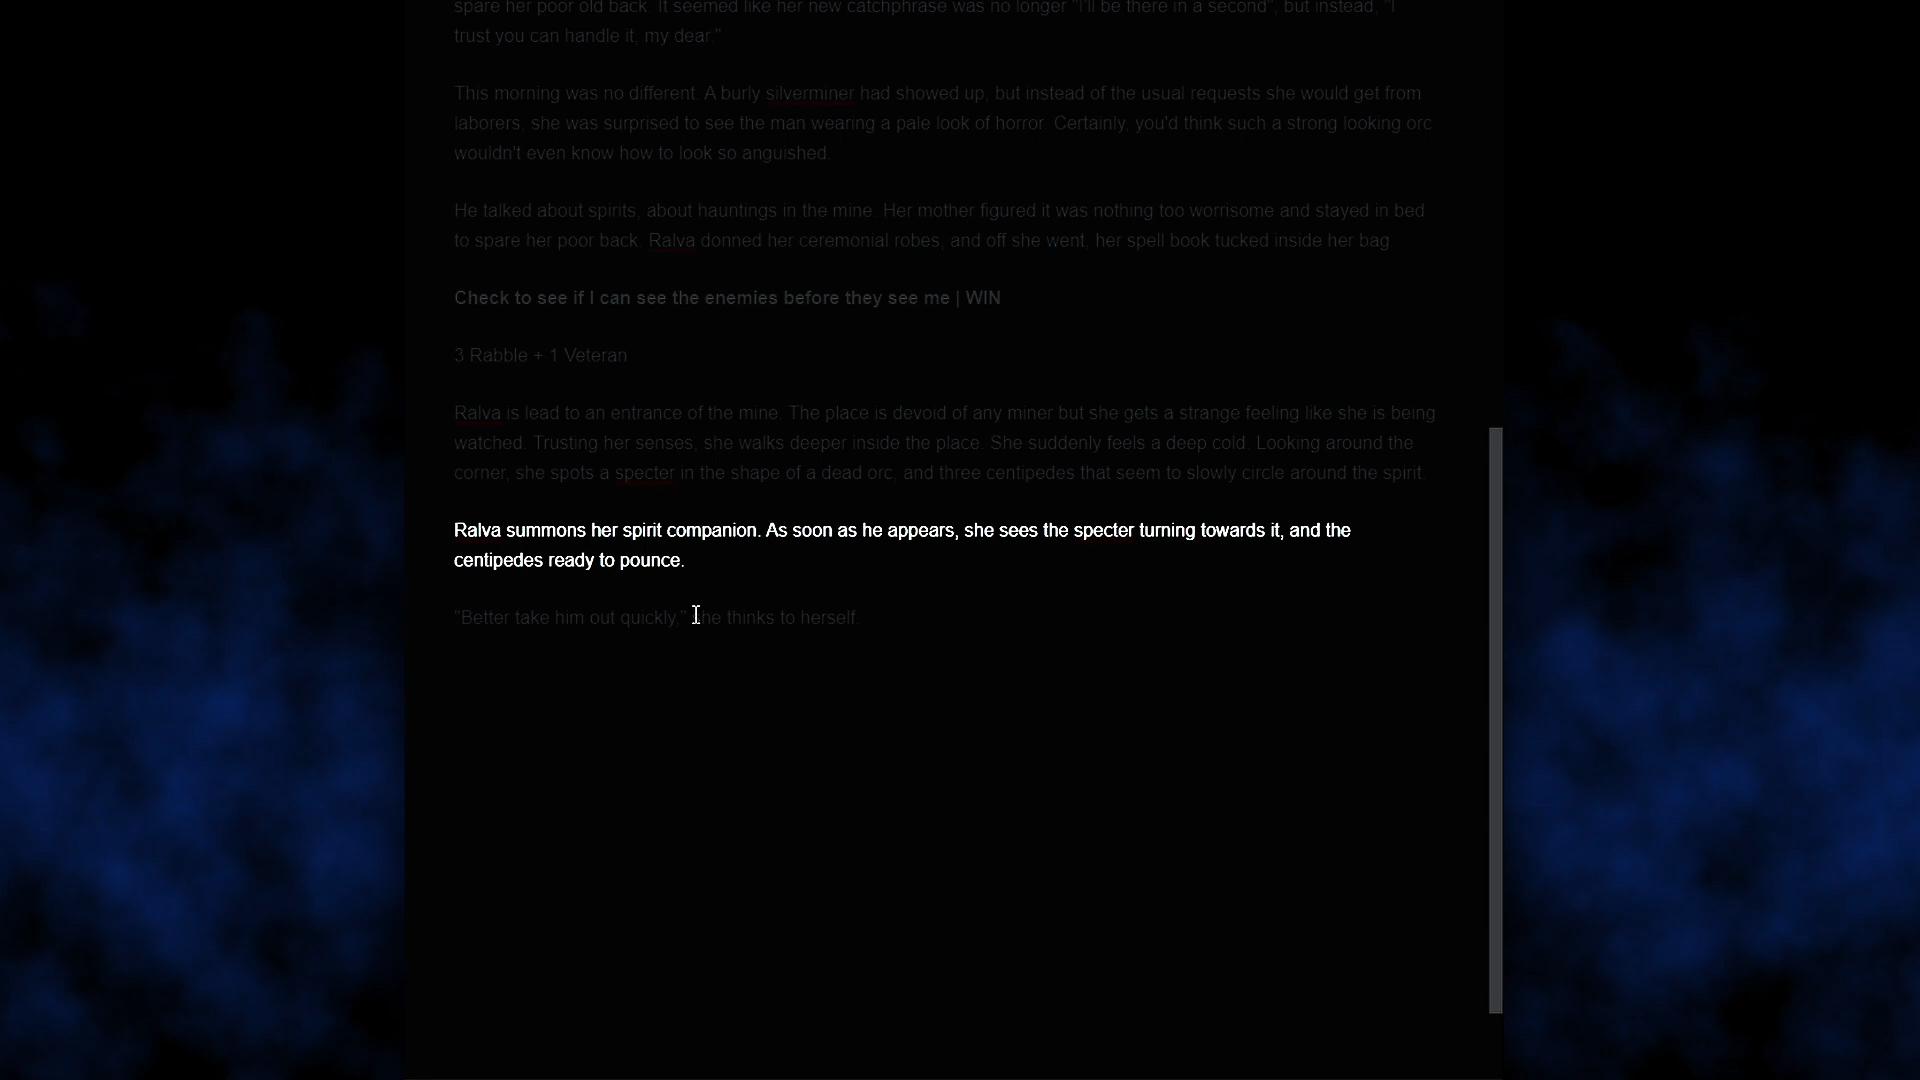 spare her poor old back. It seemed like her new catchphrase was no longer "I'll be there in a second", but instead, "I
trust you can handle it, my dear."
This morning was no different. A burly silverminer had showed up, but instead of the usual requests she would get from
laborers, she was surprised to see the man wearing a pale look of horror. Certainly, you'd think such a strong looking orc
wouldn't even know how to look so anguished.
He talked about spirits, about hauntings in the mine. Her mother figured it was nothing too worrisome and stayed in bed
to spare her poor back. Ralva donned her ceremonial robes, and off she went, her spell book tucked inside her bag
Check to see if I can see the enemies before they see me | WIN
3 Rabble + 1 Veteran
Ralva is lead to an entrance of the mine. The place is devoid of any miner but she gets a strange feeling like she is being
watched. Trusting her senses, she walks deeper inside the place. She suddenly feels a deep cold. Looking around the
corner, she spots a specter in the shape of a dead orc, and three centipedes that seem to slowly circle around the spirit.
Ralva summons her spirit companion. As soon as he appears, she sees the specter turning towards it, and the
centipedes ready to pounce.
"Better take him out quickly," she thinks to herself.